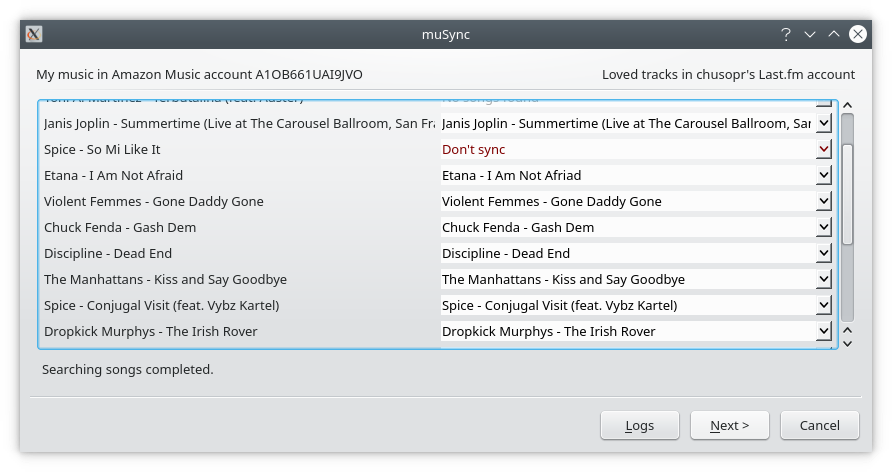 muSync
My music in Amazon Music account A1OB661UAI9JVO
Loved tracks in chusopr's Last.fm account
Janis Joplin - Summertime (Live at The Carousel Ballroom, San Fra
Janis Joplin - Summertime (Live at The Carousel Ballroom, San
Spice - So Mi Like It
Don't sync
Etana - I Am Not Afraid
Etana - I Am Not Afriad
Violent Femmes - Gone Daddy Gone
Violent Femmes - Gone Daddy Gone
Chuck Fenda - Gash Dem
Chuck Fenda - Gash Dem
Discipline - Dead End
Discipline - Dead End
The Manhattans - Kiss and Say Goodbye
The Manhattans - Kiss and Say Goodbye
Spice - Conjugal Visit (feat. Vybz Kartel)
Spice - Conjugal Visit (feat. Vybz Kartel)
Dropkick Murphys - The Irish Rover
Dropkick Murphys - The Irish Rover
Searching songs completed.
Logs
Next >
Cancel